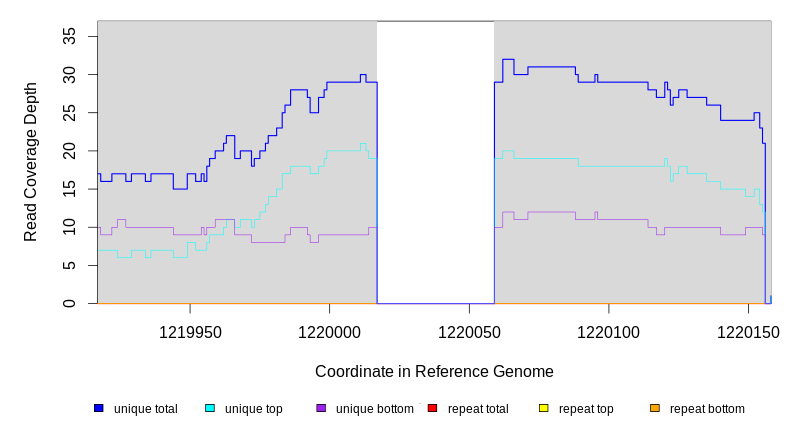 35
30
25
20
15
10
5
0
Read Coverage Depth
1219950 1220000 1220050 1220100 1220150
Coordinate in Reference Genome
unique total unique top unique bottom repeat total repeat top repeat bottom